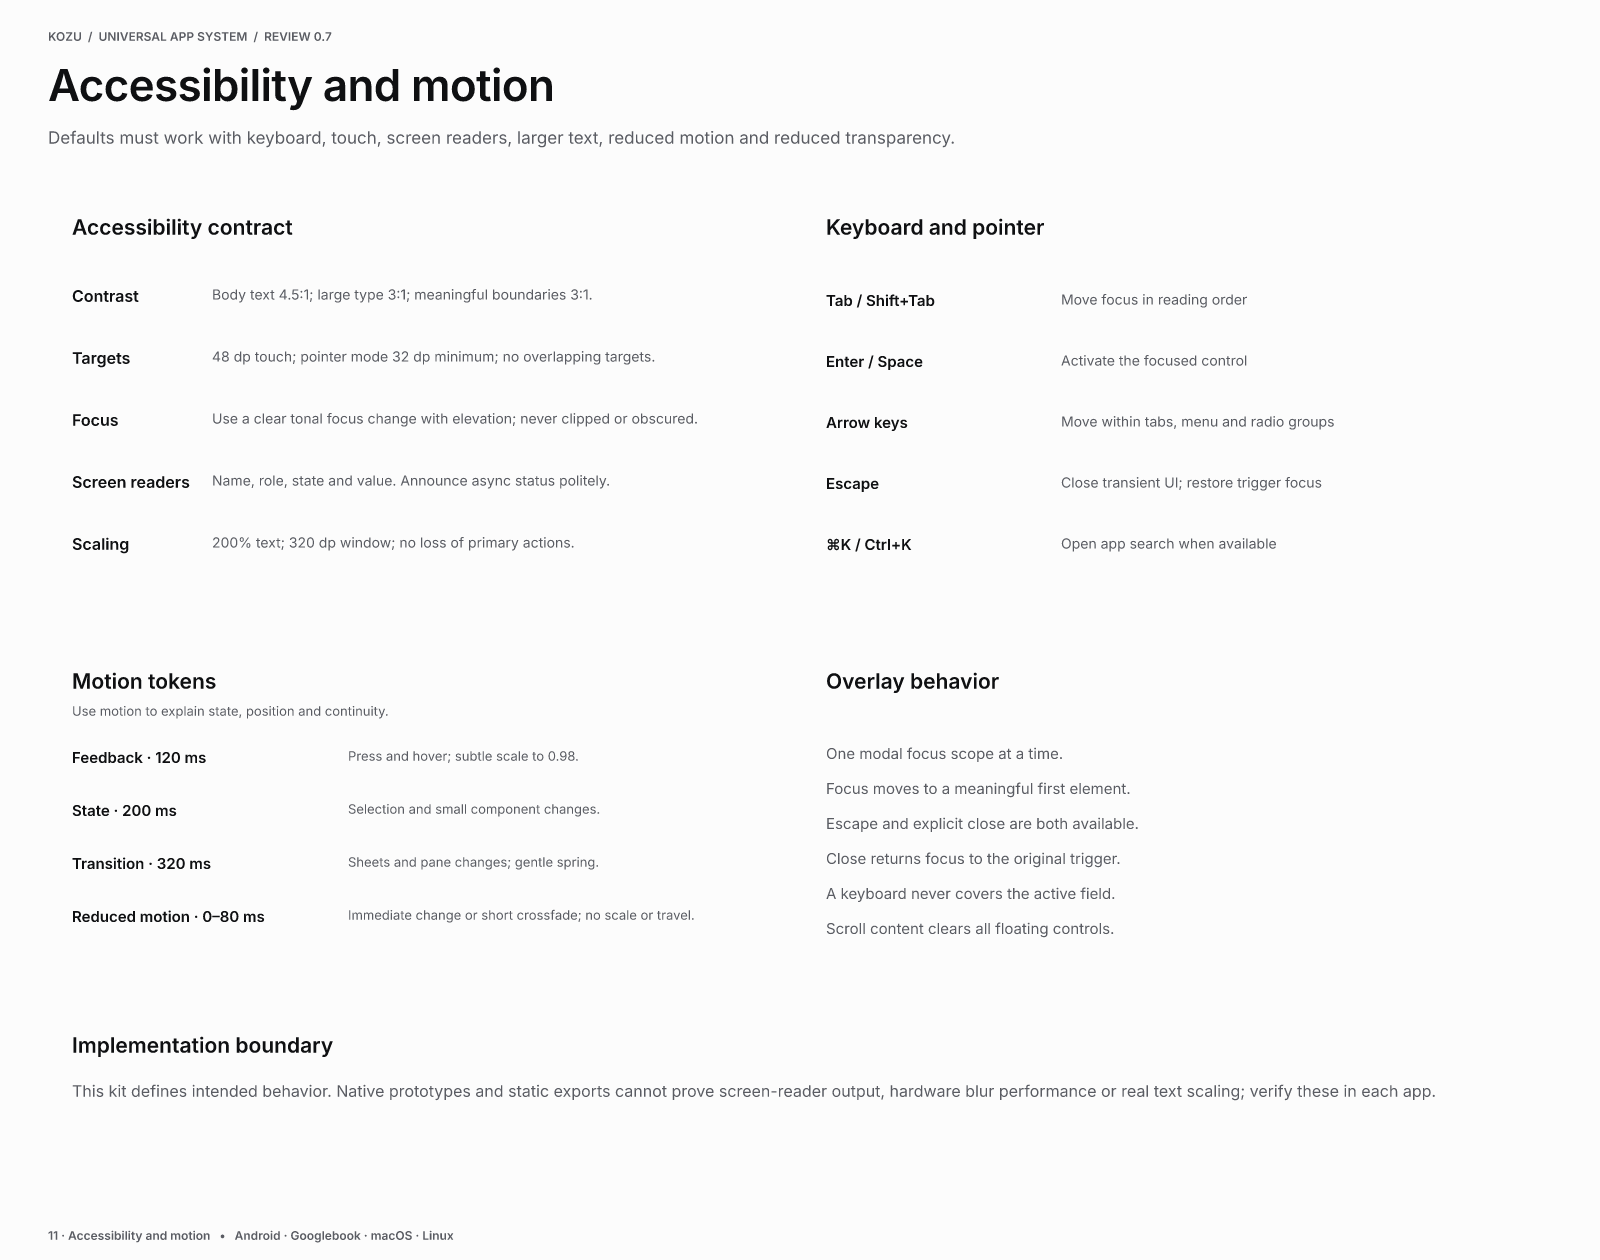 KOZU / UNIVERSAL APP SYSTEM / REVIEW 0.7
Accessibility and motion
Defaults must work with keyboard, touch, screen readers, larger text, reduced motion and reduced transparency.
Accessibility contract
Contrast
Body text 4.5:1; large type 3:1; meaningful boundaries 3:1.
Targets
48 dp touch; pointer mode 32 dp minimum; no overlapping targets.
Focus
Use a clear tonal focus change with elevation; never clipped or obscured.
Screen readers
Name, role, state and value. Announce async status politely.
Scaling
200% text; 320 dp window; no loss of primary actions.
Keyboard and pointer
Tab / Shift+Tab
Move focus in reading order
Enter / Space
Activate the focused control
Arrow keys
Move within tabs, menu and radio groups
Escape
Close transient UI; restore trigger focus
⌘K / Ctrl+K
Open app search when available
Motion tokens
Use motion to explain state, position and continuity.
Feedback · 120 ms
Press and hover; subtle scale to 0.98.
State · 200 ms
Selection and small component changes.
Transition · 320 ms
Sheets and pane changes; gentle spring.
Reduced motion · 0–80 ms
Immediate change or short crossfade; no scale or travel.
Overlay behavior
One modal focus scope at a time.
Focus moves to a meaningful first element.
Escape and explicit close are both available.
Close returns focus to the original trigger.
A keyboard never covers the active field.
Scroll content clears all floating controls.
Implementation boundary
This kit defines intended behavior. Native prototypes and static exports cannot prove screen-reader output, hardware blur performance or real text scaling; verify these in each app.
11 · Accessibility and motion • Android · Googlebook · macOS · Linux